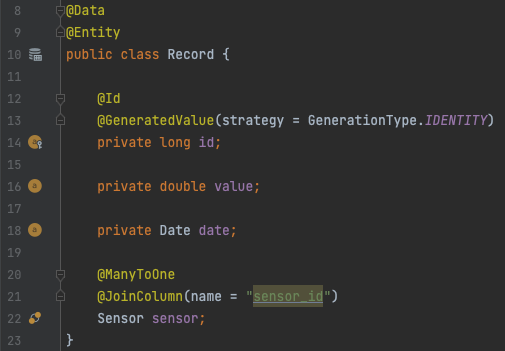 8 @Data
9 @Entity
10 public class Record {
11
12 @Id
13 @GeneratedValue(strategy = GenerationType.IDENTITY)
14 private long id;
15
16 private double value;
17
18 private Date date;
19
20 @ManyToOne
21 @JoinColumn(name = "sensor_id")
22 Sensor sensor;
23 }